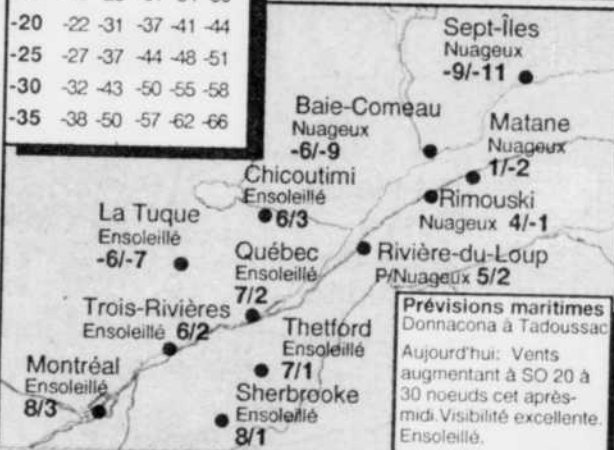 -20 -22 -31 -37 -41 -44
-25 -27 -37 -44 -48 -51
-30 -32 -43 -50 -55 -58
-35 -38 -50 -57 -62 -66
Sept-Îles
Nuageux
-9/-11
Baie-Comeau
Nuageux
-6/-9
Matane
Nuageux
1/-2
Chicoutimi
Ensoleillé
6/3
Rimouski
Nuageux 4/-1
La Tuque
Ensoleillé
-6/-7
Québec
Ensoleillé
7/2
Rivière-du-Loup
P/Nuageux 5/2
Trois-Rivières
Ensoleillé 6/2
Thetford
Ensoleillé
7/1
Montréal
Ensoleillé
8/3
Sherbrooke
Ensoleillé
8/1
Prévisions maritimes
Donnacona à Tadoussac
Aujourd'hui: Vents
augmentant à SO 20 à
30 noeuds cet après-
midi.Visibilité excellente.
Ensoleillé.